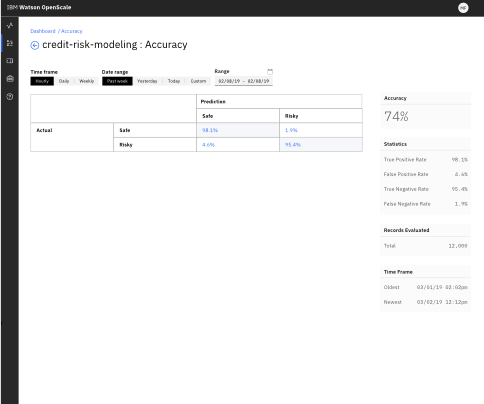 IBM Watson OpenScale
MF
Dashboard / Accuracy
credit-risk-modeling : Accuracy
Time frame Date range Range
Hourly Daily Weekly Past week Yesterday Today Custom 02/08/19 – 02/08/19
Prediction
Safe Risky
Actual Safe 98.1% 1.9%
Risky 4.6% 95.4%
Accuracy
74%
Statistics
True Positive Rate 98.1%
False Positive Rate 4.6%
True Negative Rate 95.4%
False Negative Rate 1.9%
Records Evaluated
Total 12,000
Time Frame
Oldest 03/01/19 02:02pm
Newest 03/02/19 12:12pm